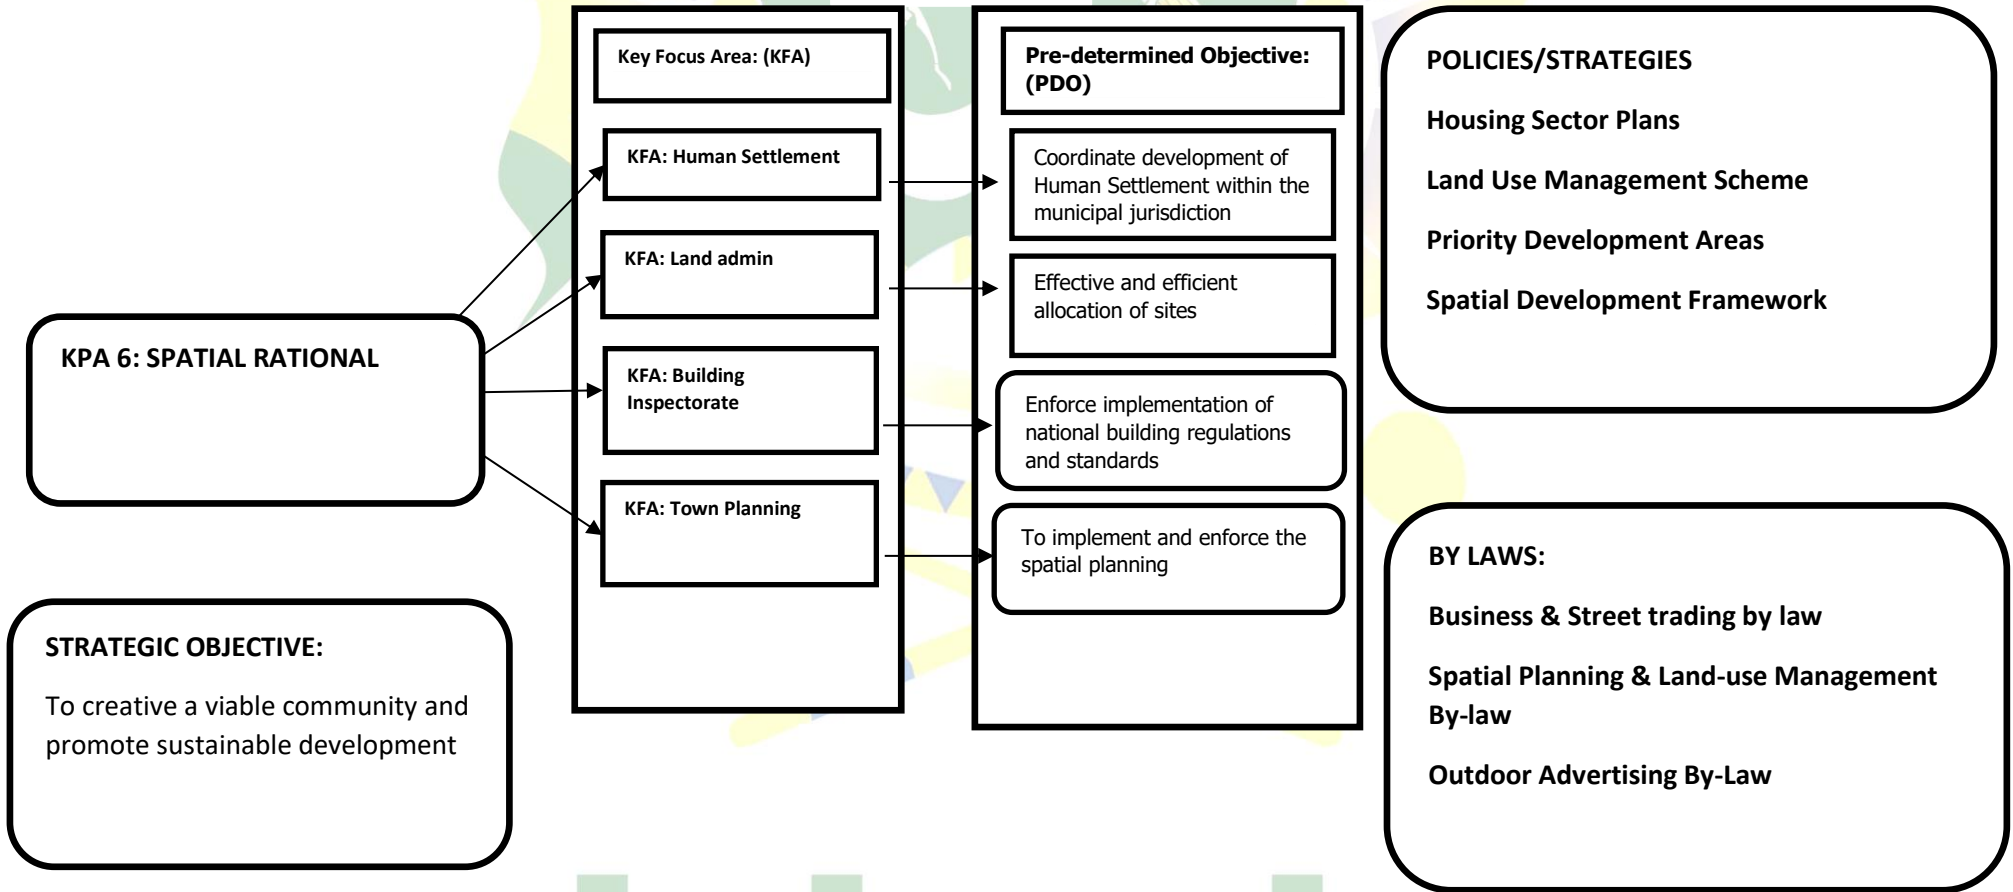 KPA 6: SPATIAL RATIONAL
STRATEGIC OBJECTIVE:
To creative a viable community and
promote sustainable development
Key Focus Area: (KFA)
KFA: Human Settlement
KFA: Land admin
KFA: Building
Inspectorate
KFA: Town Planning
Pre-determined Objective:
(PDO)
Coordinate development of
Human Settlement within the
municipal jurisdiction
Effective and efficient
allocation of sites
Enforce implementation of
national building regulations
and standards
To implement and enforce the
spatial planning
POLICIES/STRATEGIES
Housing Sector Plans
Land Use Management Scheme
Priority Development Areas
Spatial Development Framework
BY LAWS:
Business & Street trading by law
Spatial Planning & Land-use Management
By-law
Outdoor Advertising By-Law